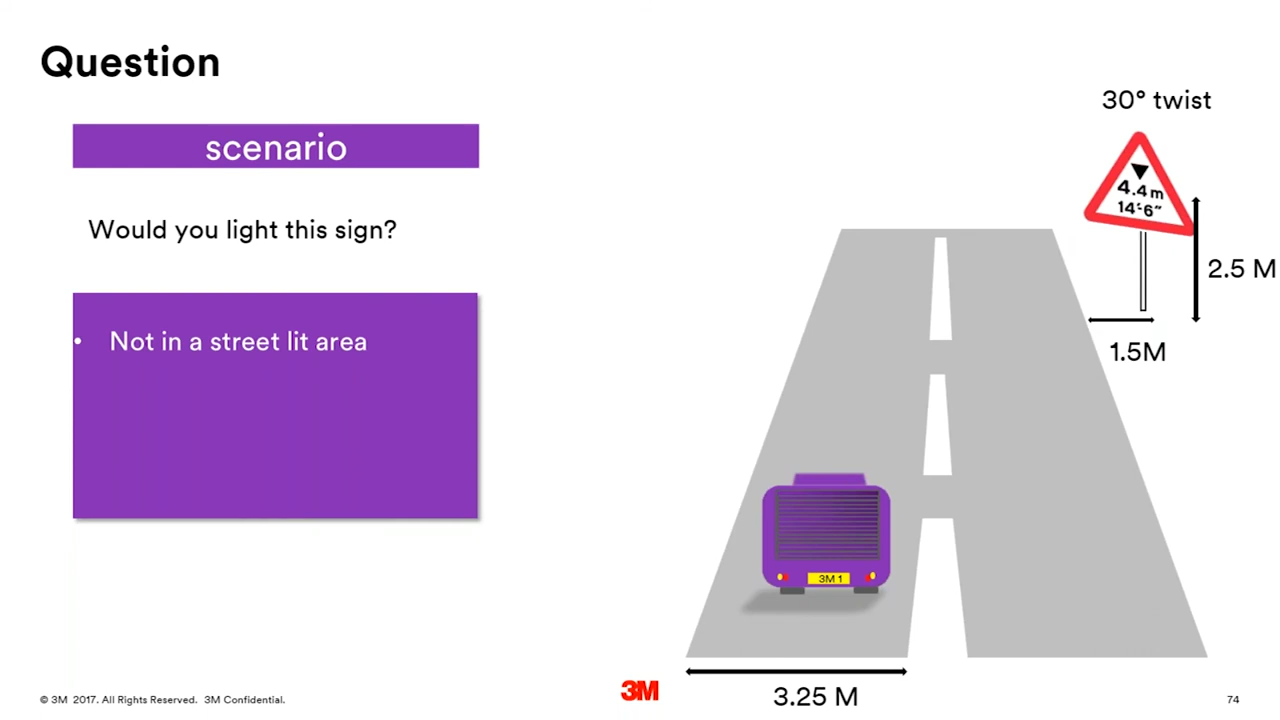 Question
scenario
Would you light this sign?
• Not in a street lit area
30° twist
4.4 m
14'-6"
2.5 M
1.5M
3M 1
3.25 M
© 3M 2017. All Rights Reserved. 3M Confidential.
3M
74